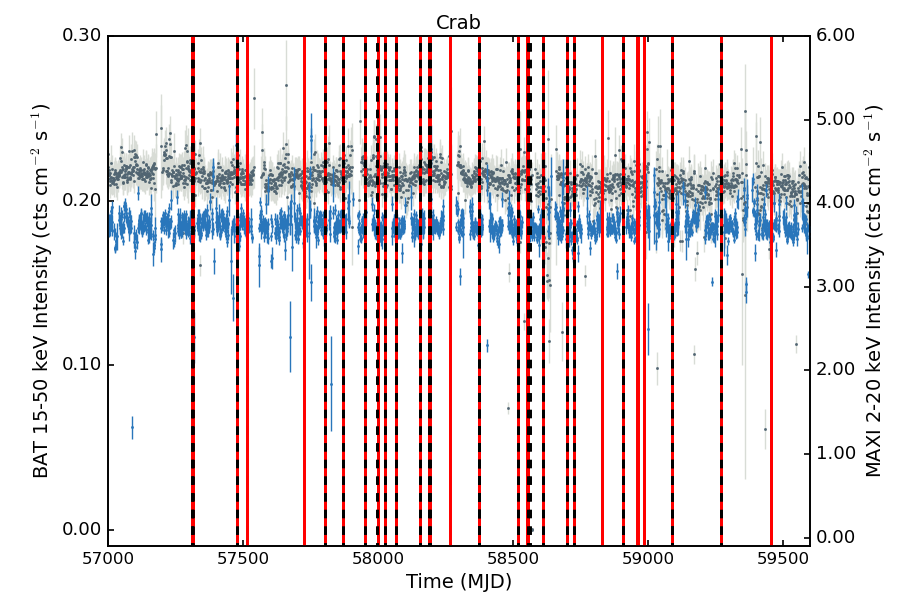 Crab
0.30
0.20
0.10
0.00
BAT 15-50 keV Intensity (cts cm⁻² s⁻¹)
6.00
5.00
4.00
3.00
2.00
1.00
0.00
MAXI 2-20 keV Intensity (cts cm⁻² s⁻¹)
57000 57500 58000 58500 59000 59500
Time (MJD)